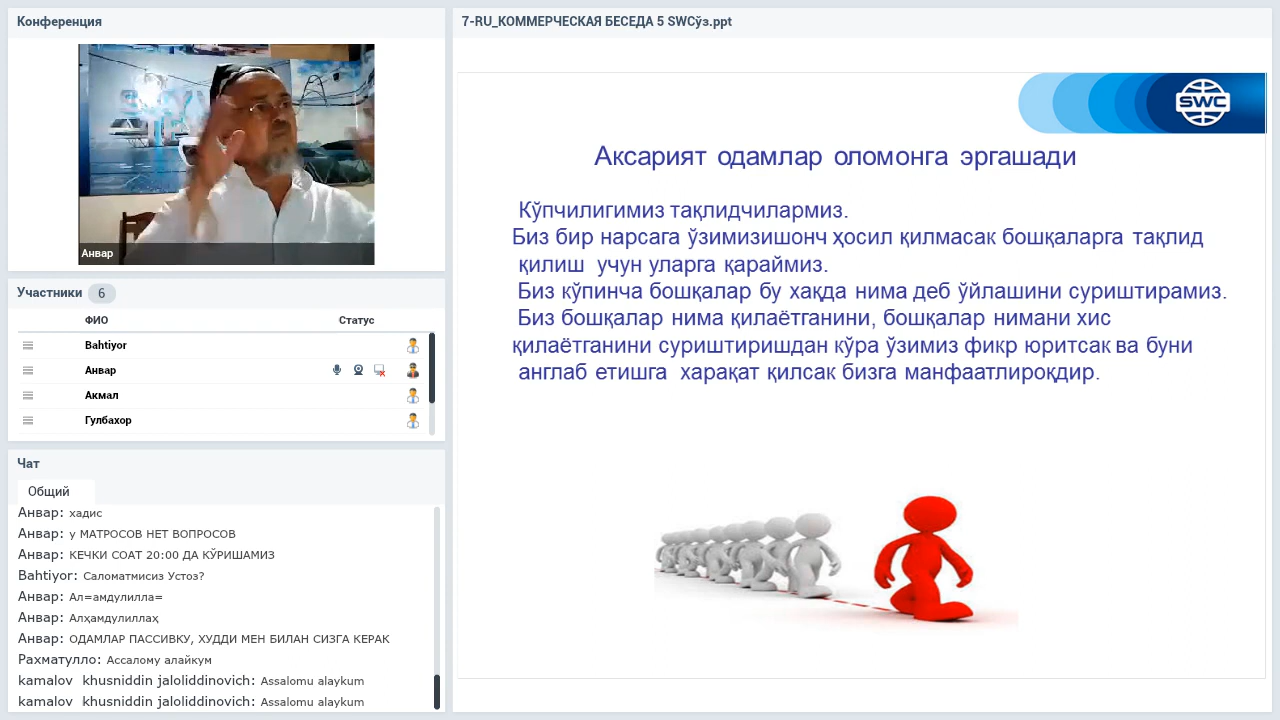 Конференция
Анвар
Участники 6
ФИО Статус
Bahtiyor
Анвар
Акмал
Гулбахор
Чат
Общий
Анвар: хадис
Анвар: у МАТРОСОВ НЕТ ВОПРОСОВ
Анвар: КЕЧКИ СОАТ 20:00 ДА КЎРИШАМИЗ
Bahtiyor: Саломатмисиз Устоз?
Анвар: Ал=амдулилла=
Анвар: Алҳамдулиллаҳ
Анвар: ОДАМЛАР ПАССИВКУ, ХУДДИ МЕН БИЛАН СИЗГА КЕРАК
Рахматулло: Ассалому алайкум
kamalov khusniddin jaloliddinovich: Assalomu alaykum
kamalov khusniddin jaloliddinovich: Assalomu alaykum
7-RU_КОММЕРЧЕСКАЯ БЕСЕДА 5 SWCўз.ppt
SWC
Аксарият одамлар оломонга эргашади
Кўпчилигимиз тақлидчилармиз.
Биз бир нарсага ўзимизишонч ҳосил қилмасак бошқаларга тақлид
қилиш учун уларга қараймиз.
Биз кўпинча бошқалар бу хақда нима деб ўйлашини суриштирамиз.
Биз бошқалар нима қилаётганини, бошқалар нимани хис
қилаётганини суриштиришдан кўра ўзимиз фикр юритсак ва буни
англаб етишга харақат қилсак бизга манфаатлироқдир.